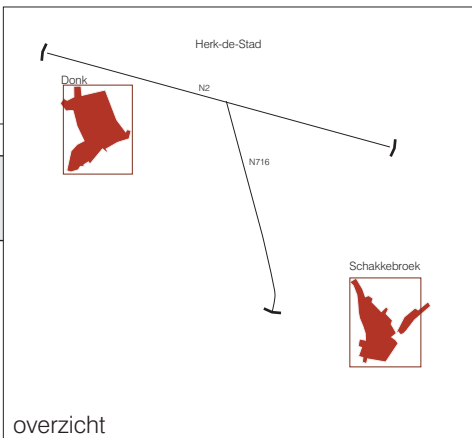 Herk-de-Stad
Donk
N2
N716
Schakkebroek
overzicht